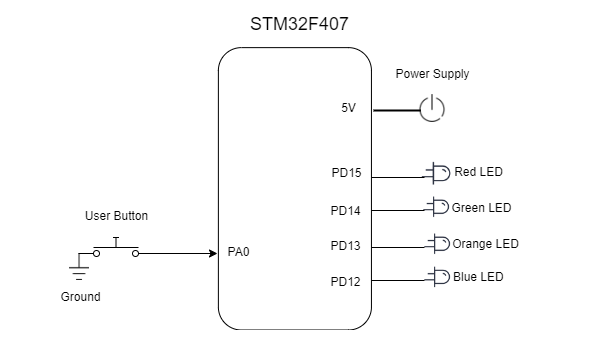 STM32F407
Power Supply
5V
PD15
Red LED
PD14
Green LED
PD13
Orange LED
PD12
Blue LED
User Button
PA0
Ground